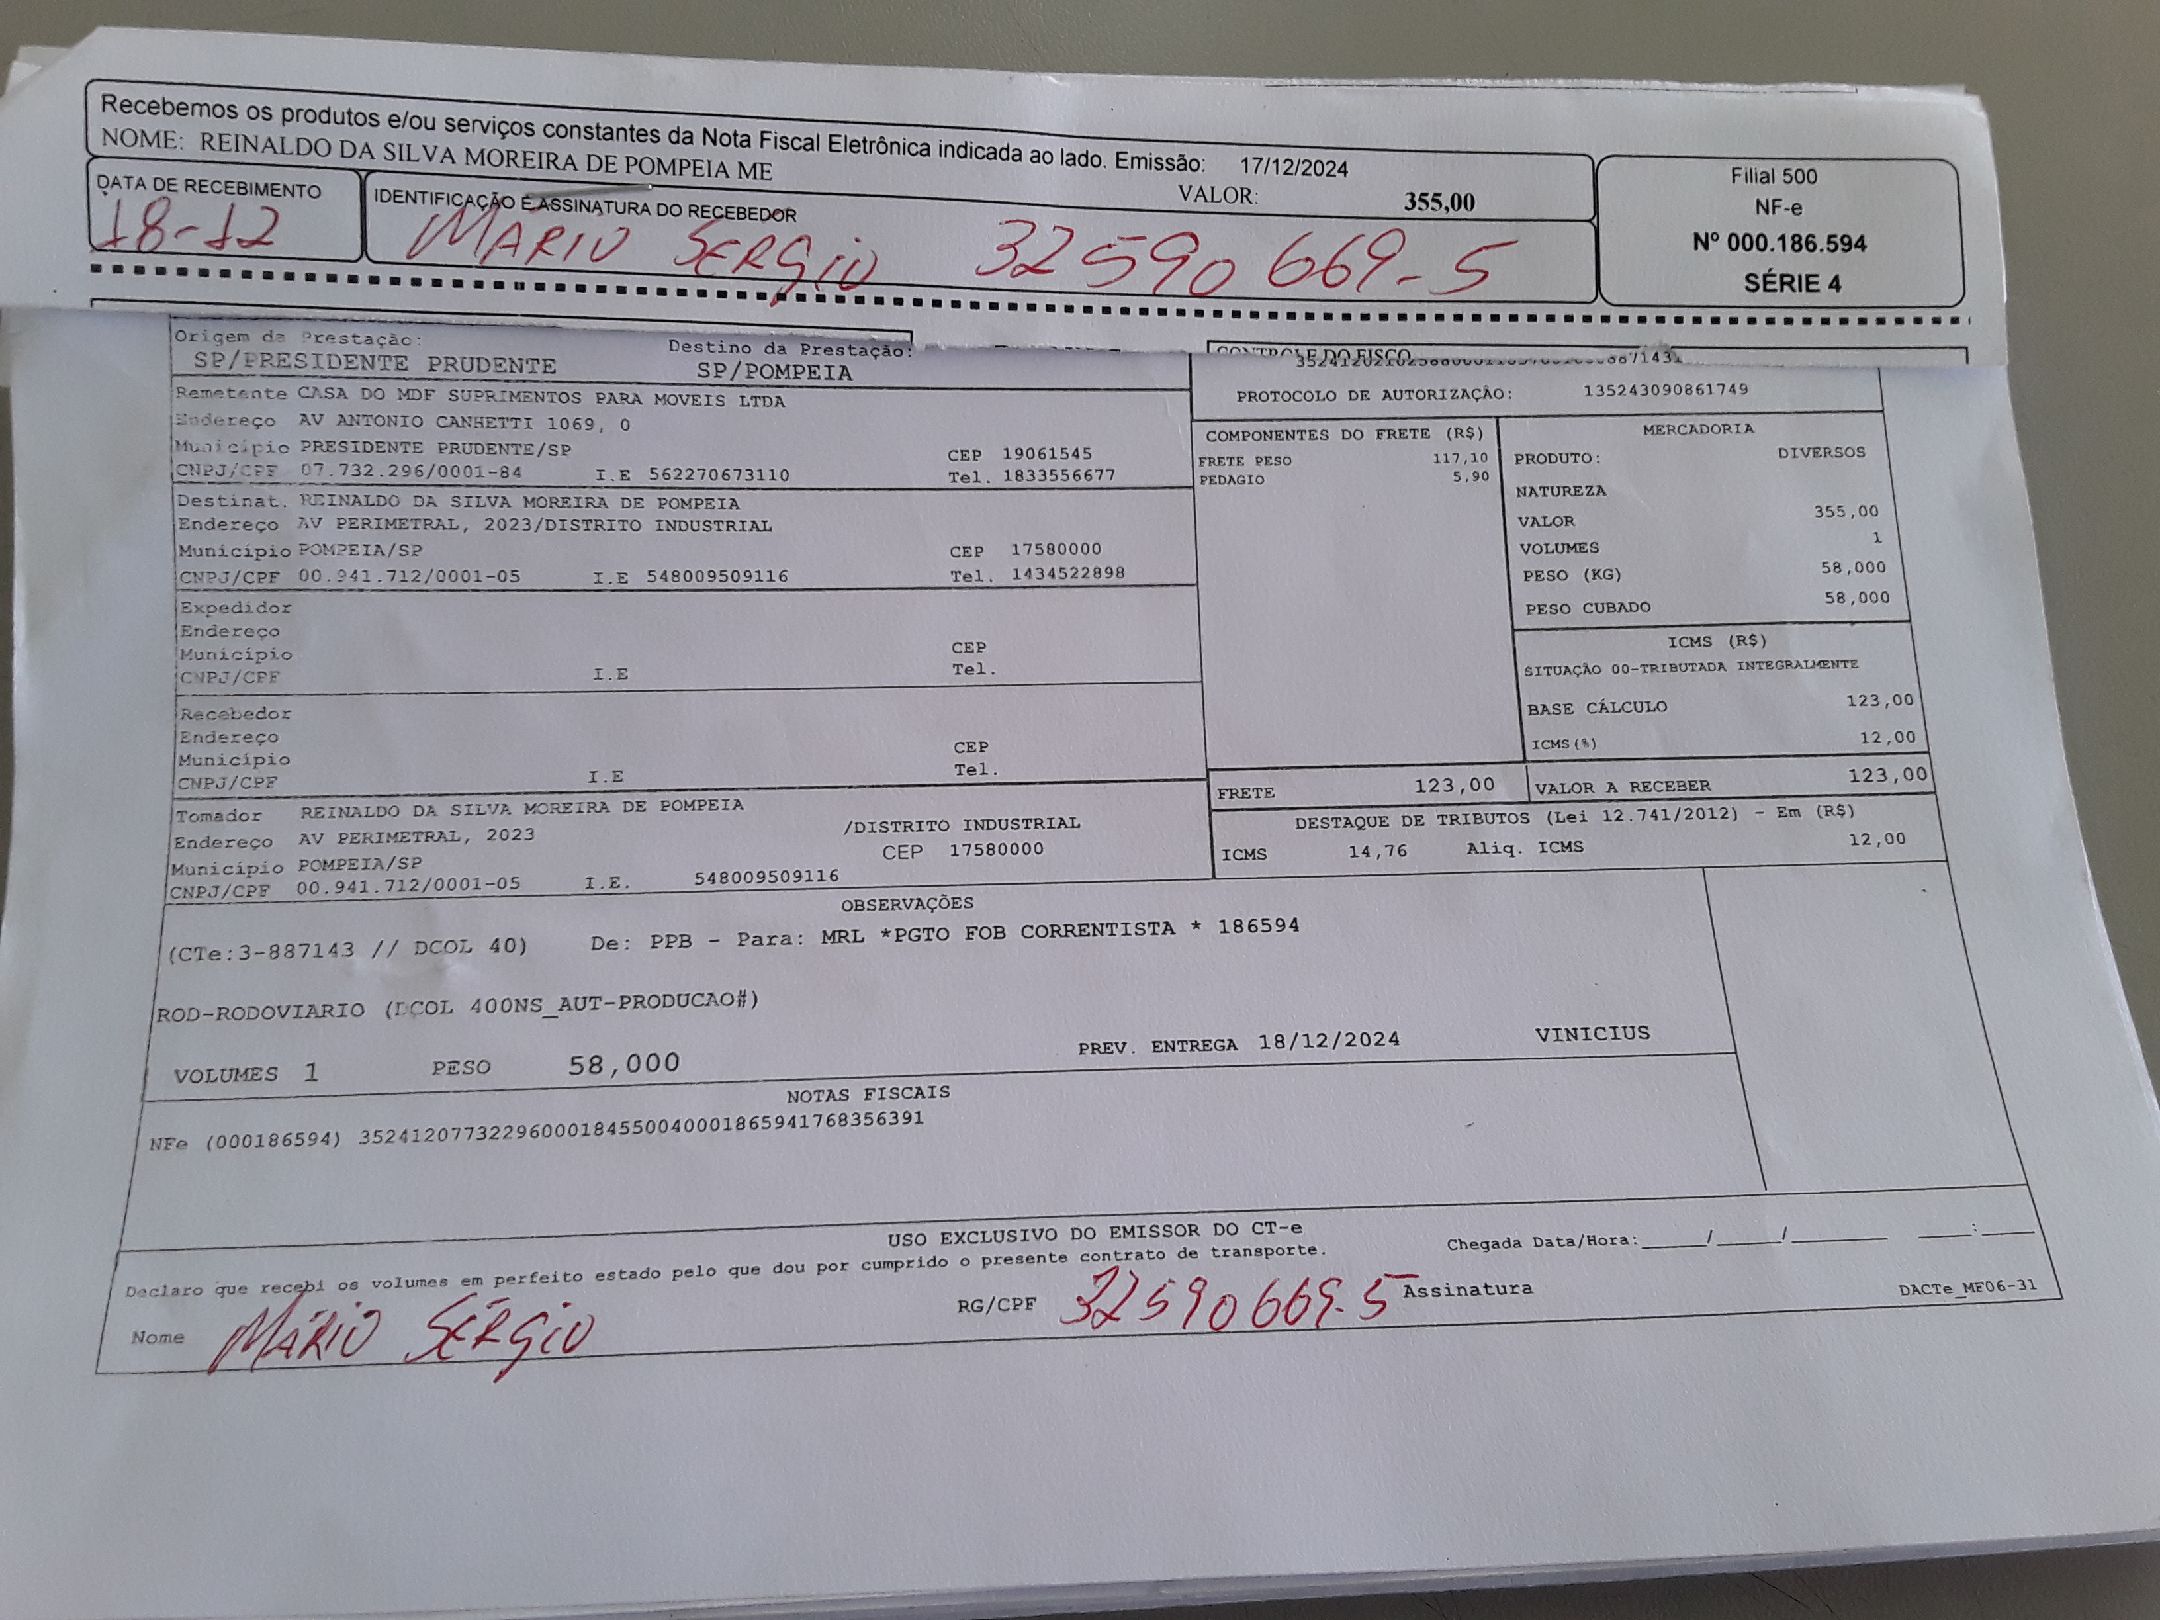 Recebemos os produtos e/ou serviços constantes da Nota Fiscal Eletrônica indicada ao lado. Emissão: 17/12/2024
NOME: REINALDO DA SILVA MOREIRA DE POMPEIA ME VALOR: 355,00
DATA DE RECEBIMENTO IDENTIFICAÇÃO E ASSINATURA DO RECEBEDOR
18-12 MÁRIO SERGIO 32590669-5
Filial 500
NF-e
Nº 000.186.594
SÉRIE 4
Origem da Prestação: Destino da Prestação:
SP/PRESIDENTE PRUDENTE SP/POMPEIA
CONTROLE DO FISCO
PROTOCOLO DE AUTORIZAÇÃO: 135243090861749
Remetente CASA DO MDF SUPRIMENTOS PARA MOVEIS LTDA
Endereço AV ANTONIO CANHETTI 1069, 0
Município PRESIDENTE PRUDENTE/SP CEP 19061545
CNPJ/CPF 07.732.296/0001-84 I.E 562270673110 Tel. 1833556677
Destinat. REINALDO DA SILVA MOREIRA DE POMPEIA
Endereço AV PERIMETRAL, 2023/DISTRITO INDUSTRIAL
Município POMPEIA/SP CEP 17580000
CNPJ/CPF 00.941.712/0001-05 I.E 548009509116 Tel. 1434522898
Expedidor
Endereço
Município CEP
CNPJ/CPF I.E Tel.
Recebedor
Endereço
Município CEP
CNPJ/CPF I.E Tel.
Tomador REINALDO DA SILVA MOREIRA DE POMPEIA
Endereço AV PERIMETRAL, 2023 /DISTRITO INDUSTRIAL
Município POMPEIA/SP CEP 17580000
CNPJ/CPF 00.941.712/0001-05 I.E. 548009509116
COMPONENTES DO FRETE (R$)
FRETE PESO 117,10
PEDAGIO 5,90
MERCADORIA
PRODUTO: DIVERSOS
NATUREZA
VALOR 355,00
VOLUMES 1
PESO (KG) 58,000
PESO CUBADO 58,000
ICMS (R$)
SITUAÇÃO 00-TRIBUTADA INTEGRALMENTE
BASE CÁLCULO 123,00
ICMS(%) 12,00
FRETE 123,00 VALOR A RECEBER 123,00
DESTAQUE DE TRIBUTOS (Lei 12.741/2012) - Em (R$)
ICMS 14,76 Aliq. ICMS 12,00
OBSERVAÇÕES
(CTe:3-887143 // DCOL 40) De: PPB - Para: MRL *PGTO FOB CORRENTISTA * 186594
ROD-RODOVIARIO (DCOL 400NS_AUT-PRODUCAO#)
VOLUMES 1 PESO 58,000 PREV. ENTREGA 18/12/2024 VINICIUS
NOTAS FISCAIS
NFe (000186594) 35241207732296000184550040001865941768356391
USO EXCLUSIVO DO EMISSOR DO CT-e
Declaro que recebi os volumes em perfeito estado pelo que dou por cumprido o presente contrato de transporte. Chegada Data/Hora:_____/_____/________ ____:____
Nome MÁRIO SÉRGIO RG/CPF 32590669-5 Assinatura DACTe_MF06-31